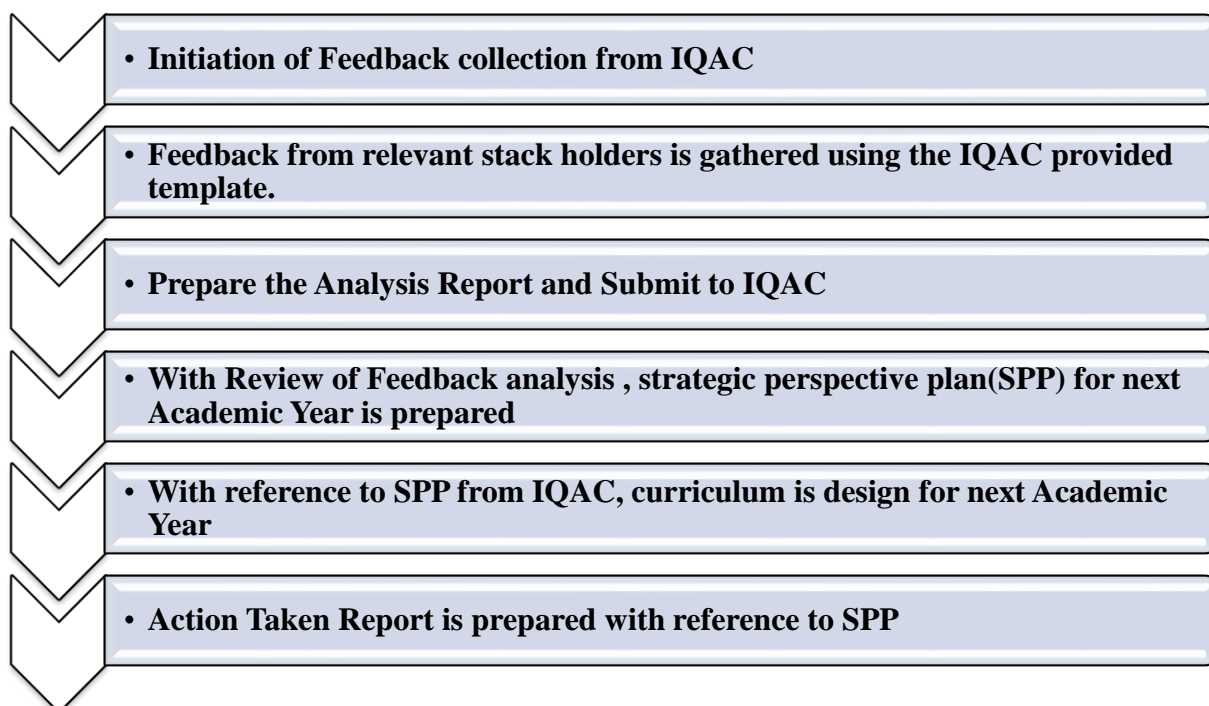 • Initiation of Feedback collection from IQAC
• Feedback from relevant stack holders is gathered using the IQAC provided
template.
• Prepare the Analysis Report and Submit to IQAC
• With Review of Feedback analysis , strategic perspective plan(SPP) for next
Academic Year is prepared
• With reference to SPP from IQAC, curriculum is design for next Academic
Year
• Action Taken Report is prepared with reference to SPP